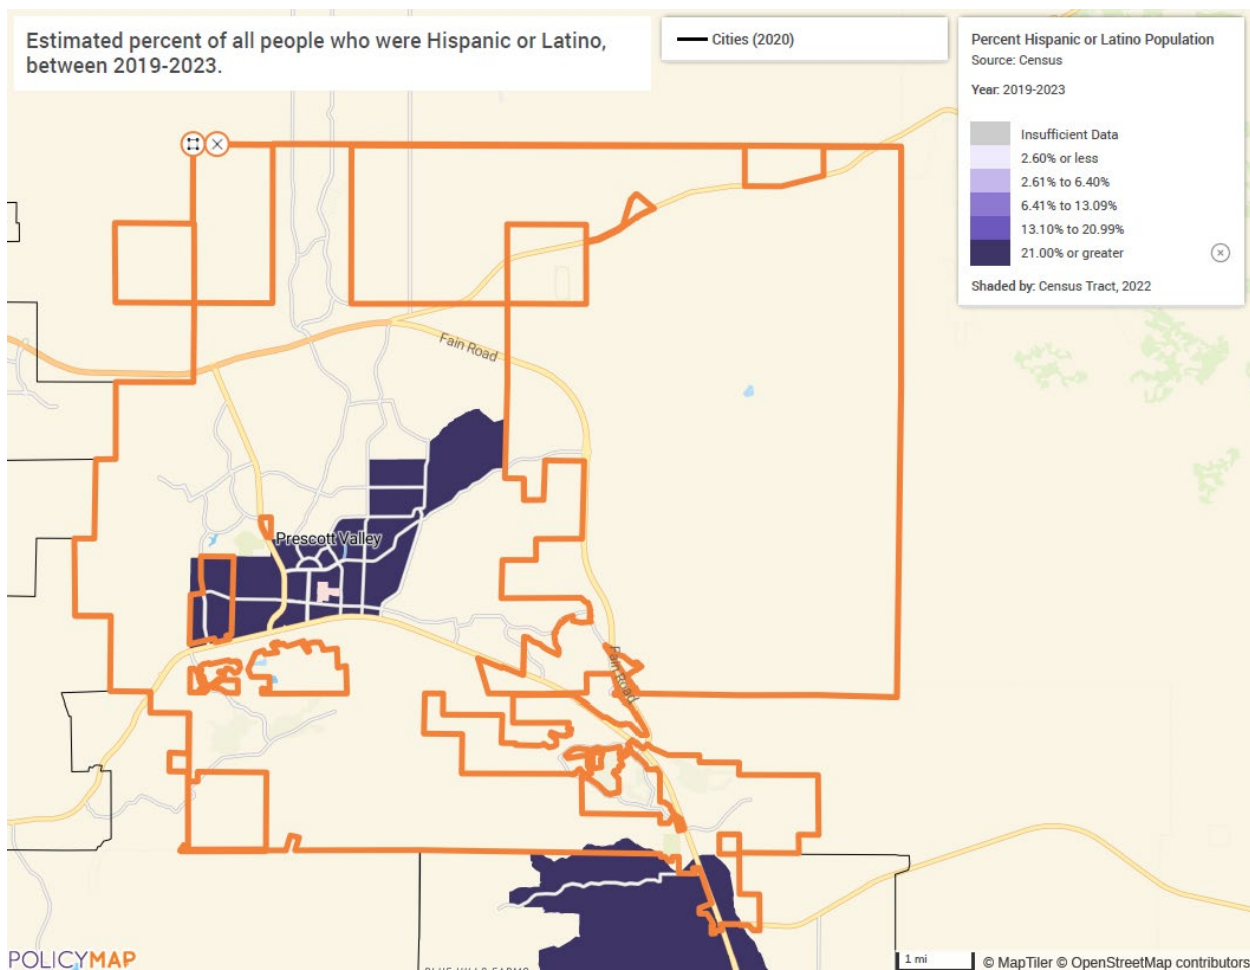 Estimated percent of all people who were Hispanic or Latino,
between 2019-2023.
Cities (2020)
Percent Hispanic or Latino Population
Source: Census
Year: 2019-2023
Insufficient Data
2.60% or less
2.61% to 6.40%
6.41% to 13.09%
13.10% to 20.99%
21.00% or greater
Shaded by: Census Tract, 2022
Fain Road
Prescott Valley
Fain Road
POLICYMAP
1 mi
© MapTiler © OpenStreetMap contributors